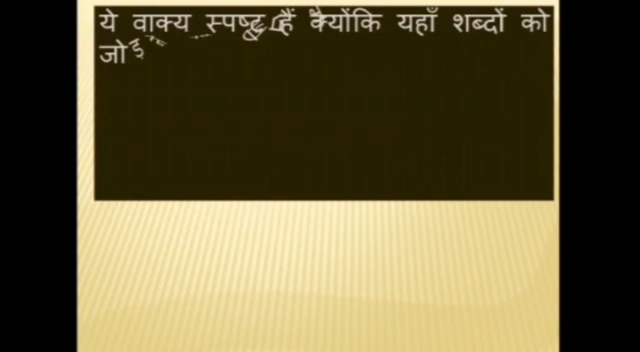 ये वाक्य स्पष्ट हैं क्योंकि यहाँ शब्दों को
जोड़